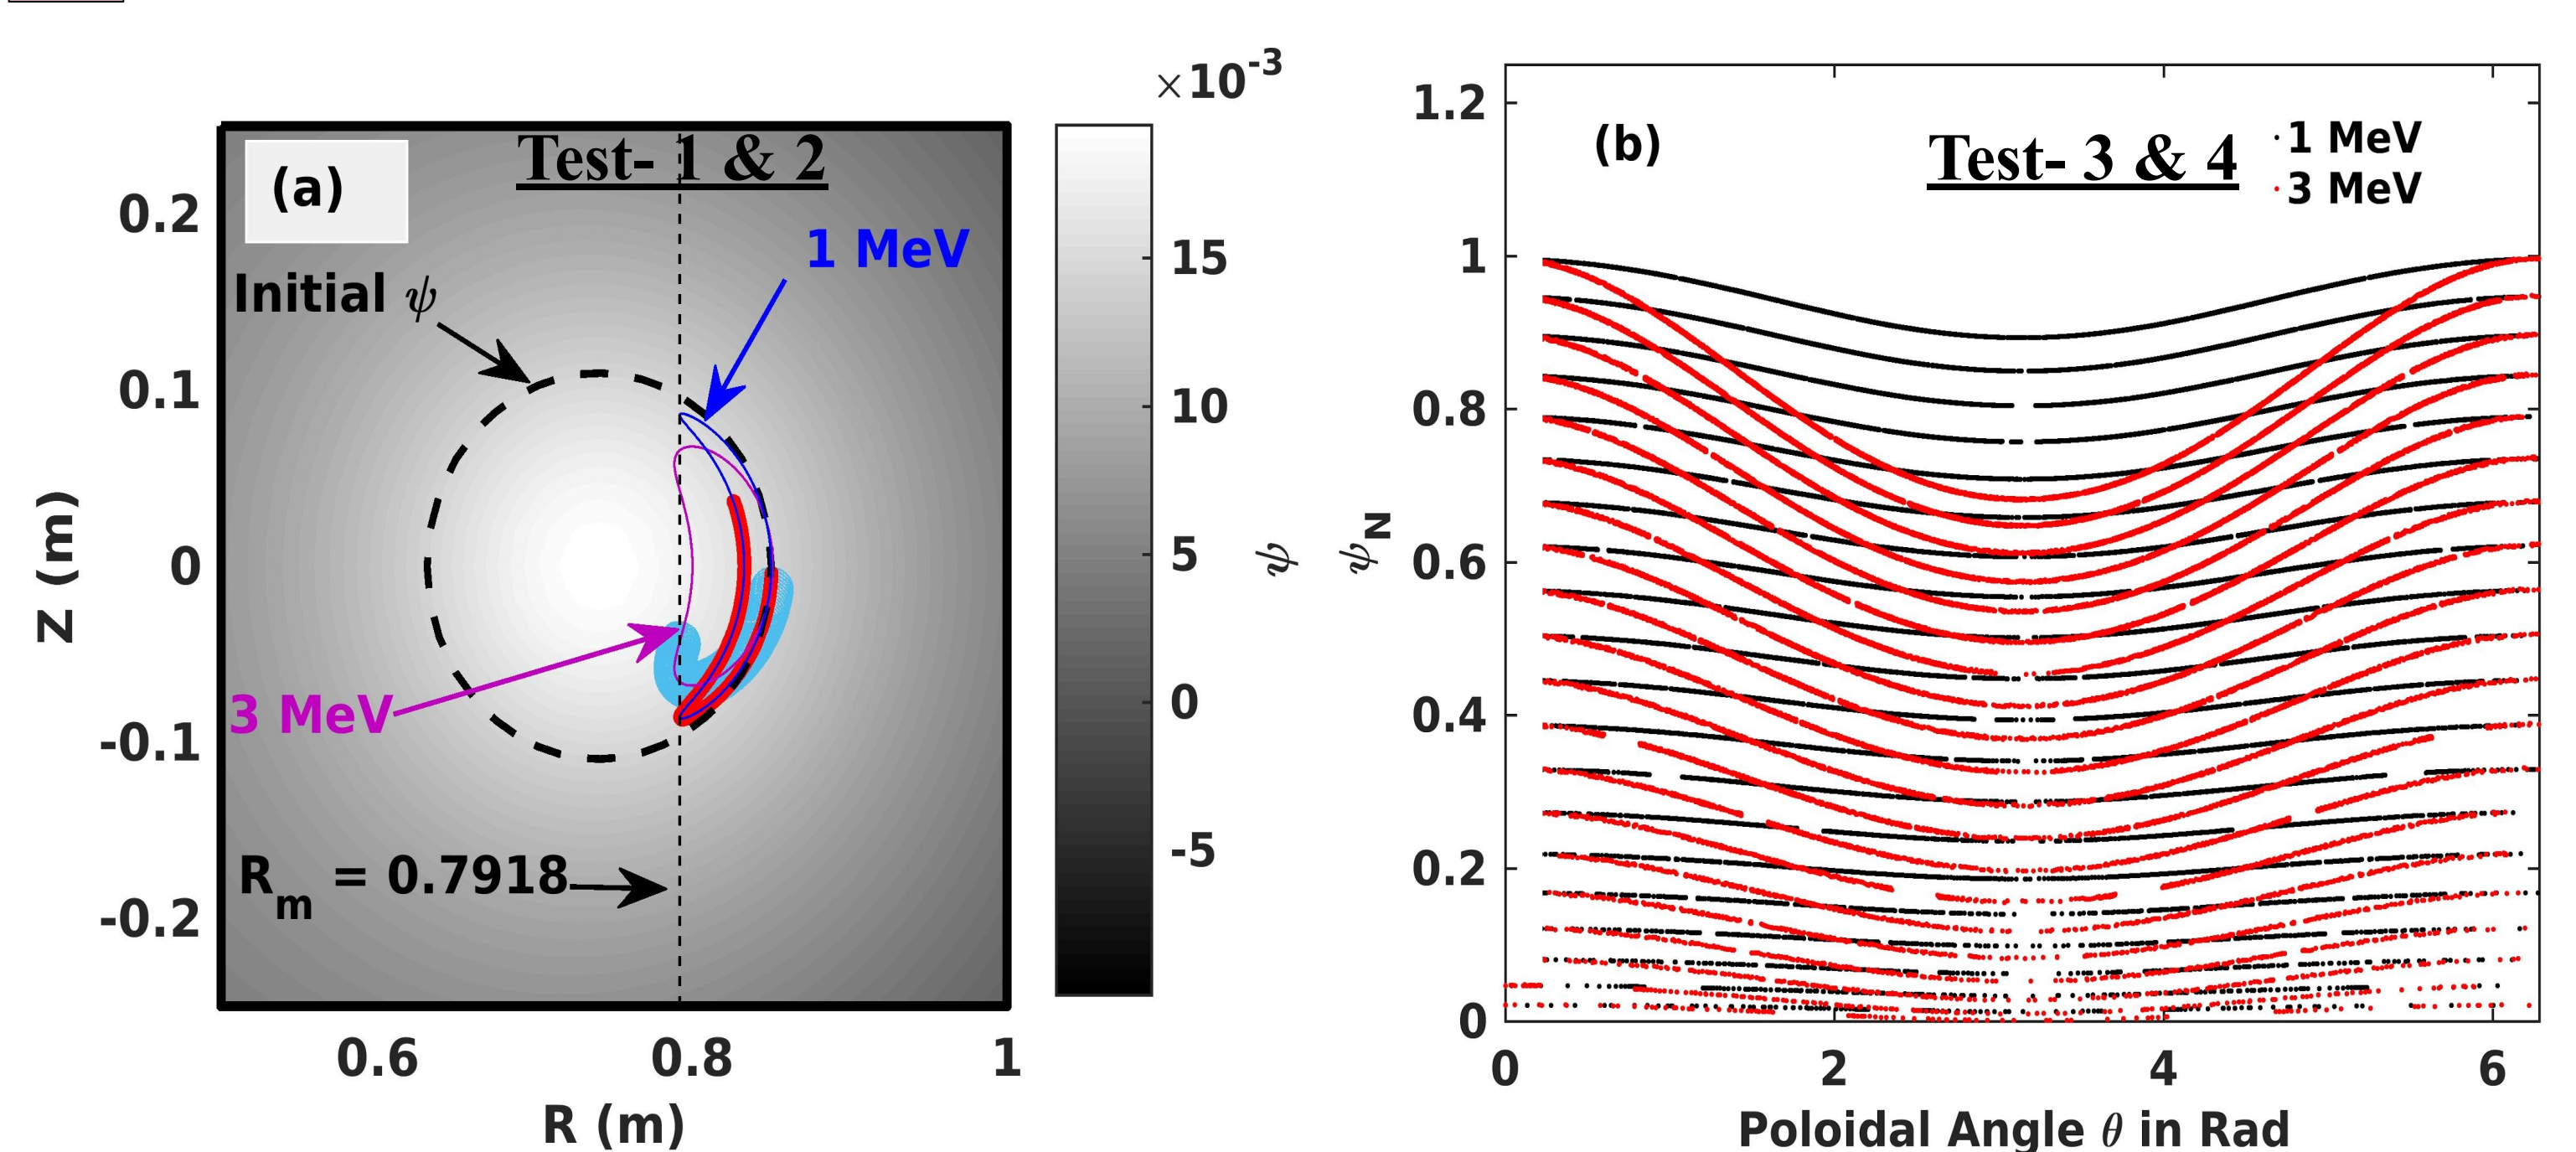 ×10⁻³
(a)
Test- 1 & 2
1 MeV
Initial ψ
3 MeV
R_m = 0.7918
0.2
0.1
0
-0.1
-0.2
Z (m)
0.6 0.8 1
R (m)
15
10
5
0
-5
ψ
(b)
Test- 3 & 4
1 MeV
3 MeV
1.2
1
0.8
0.6
0.4
0.2
0
ψ_N
0 2 4 6
Poloidal Angle θ in Rad